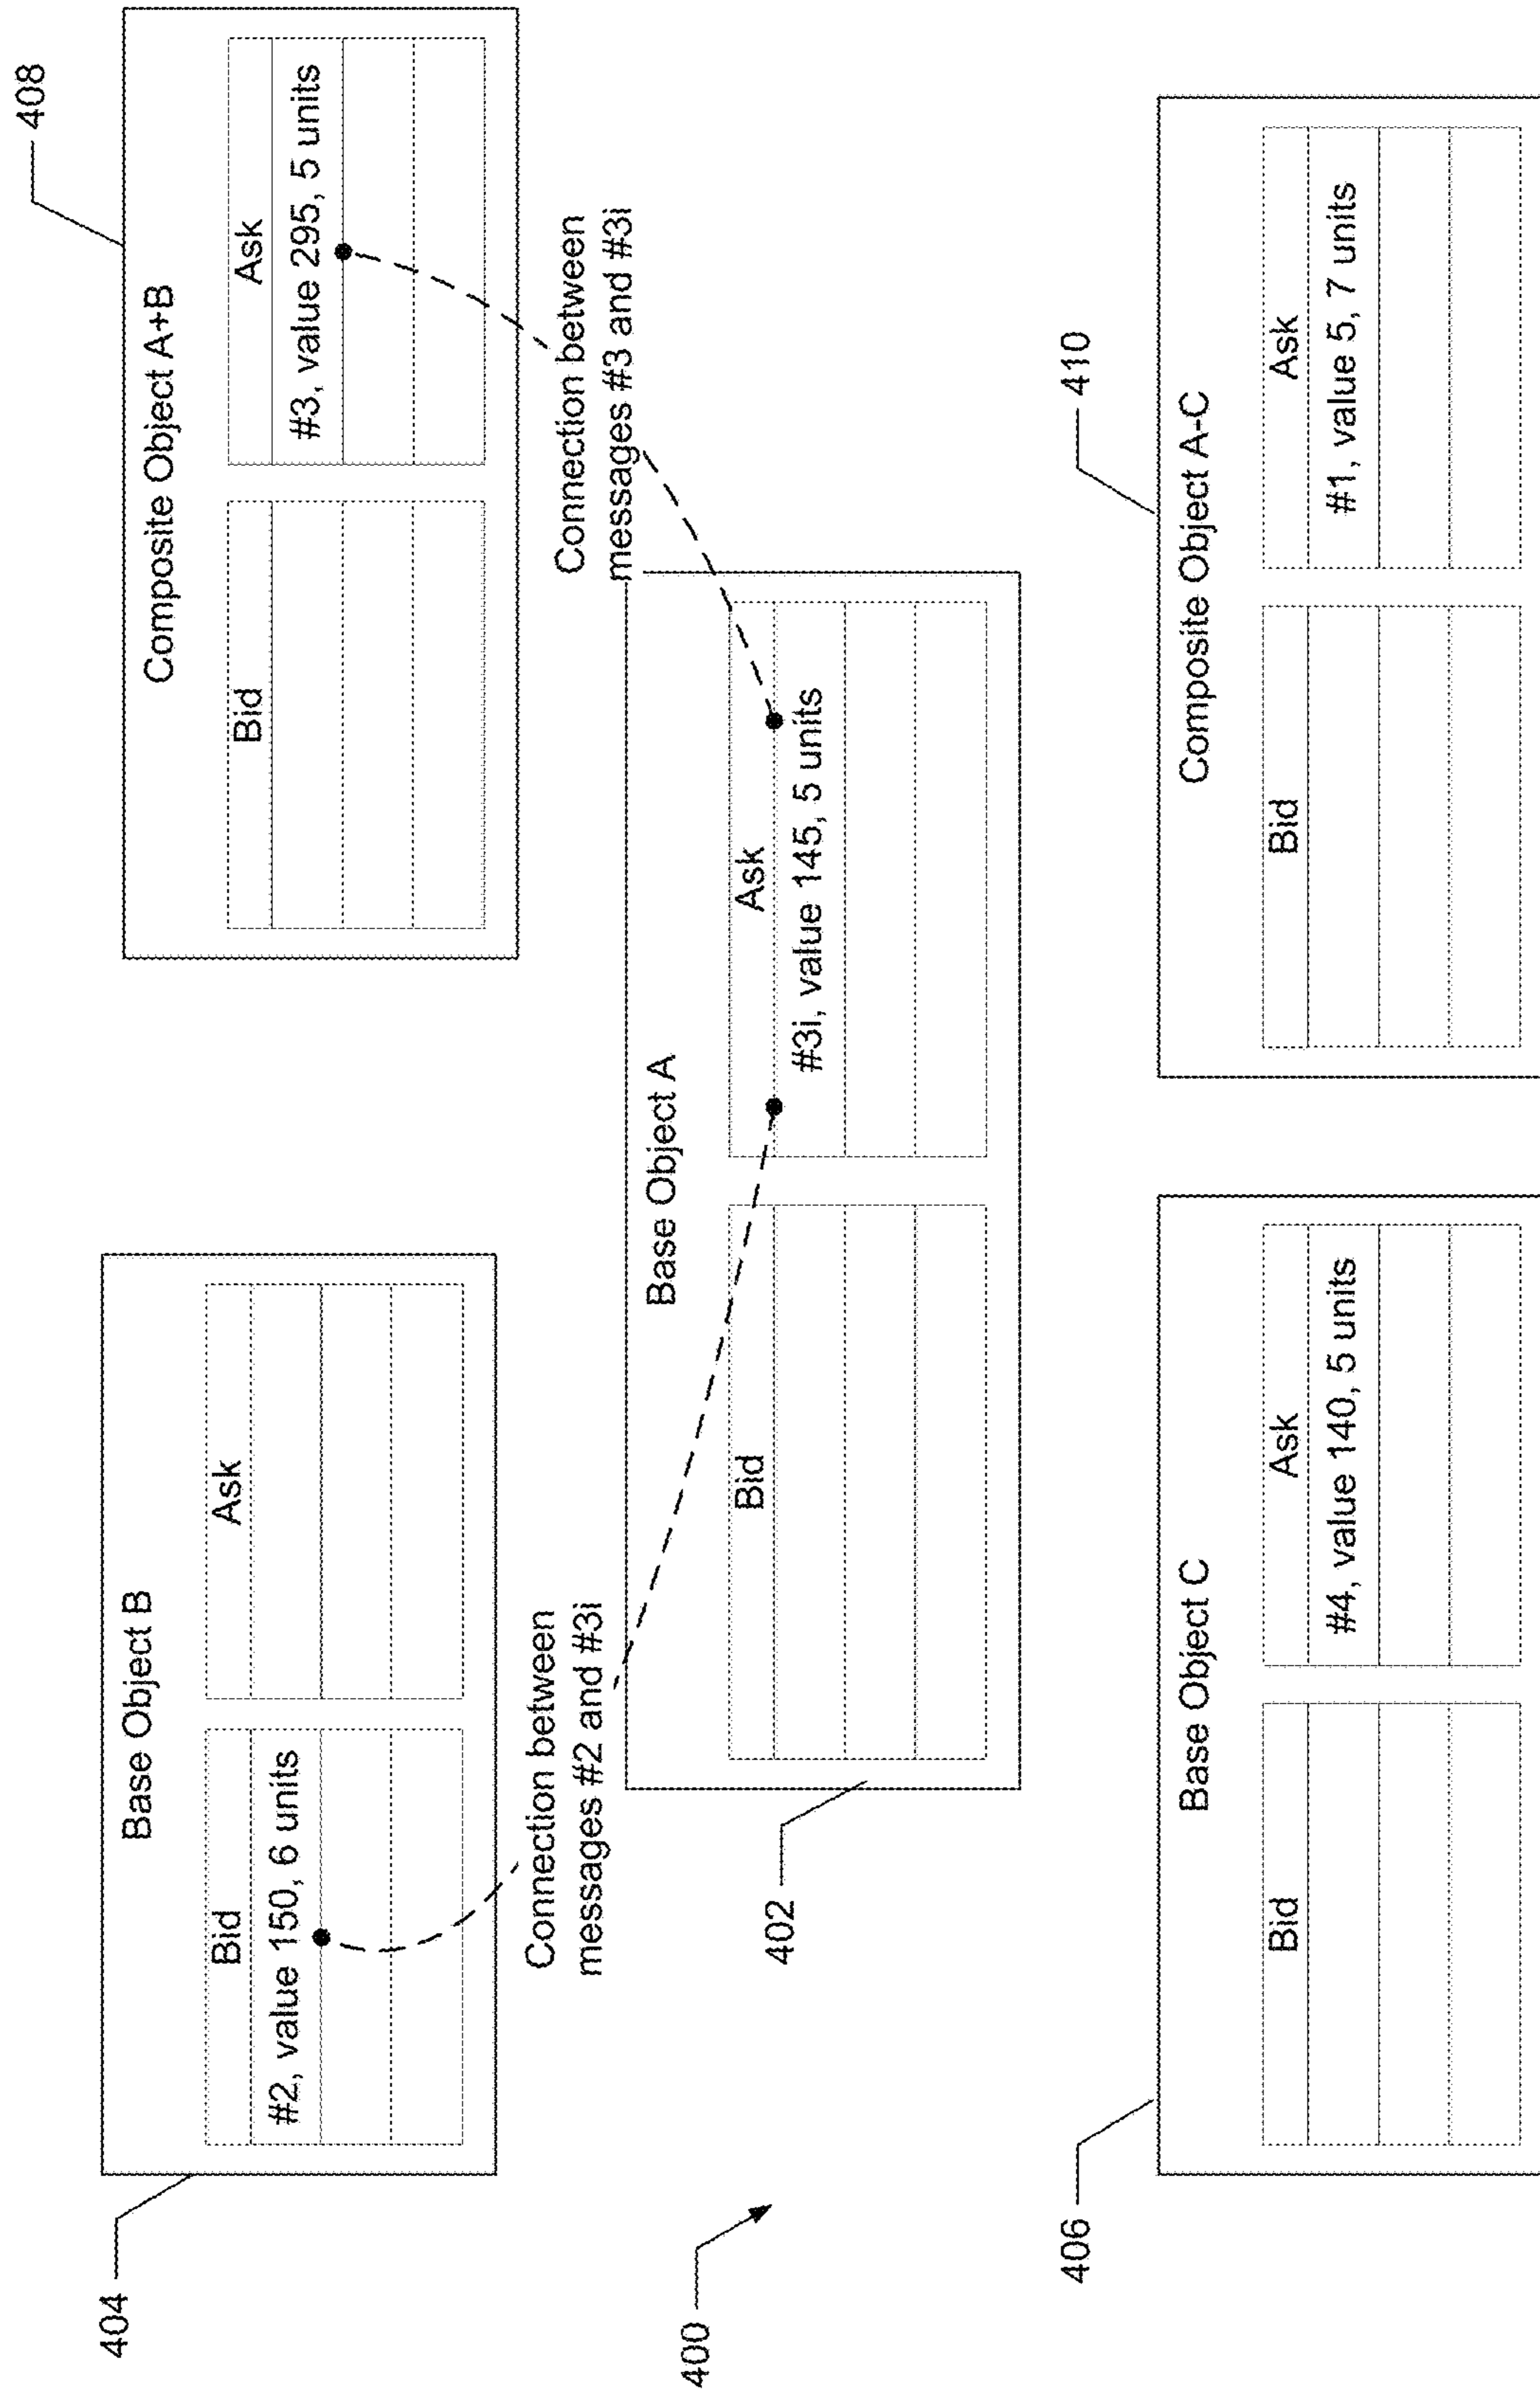 404
Base Object B
Bid
Ask
#2, value 150, 6 units
408
Composite Object A+B
Bid
Ask
#3, value 295, 5 units
Connection between
messages #2 and #3i
Connection between
messages #3 and #3i
400
402
Base Object A
Bid
Ask
#3i, value 145, 5 units
406
Base Object C
Bid
Ask
#4, value 140, 5 units
410
Composite Object A-C
Bid
Ask
#1, value 5, 7 units